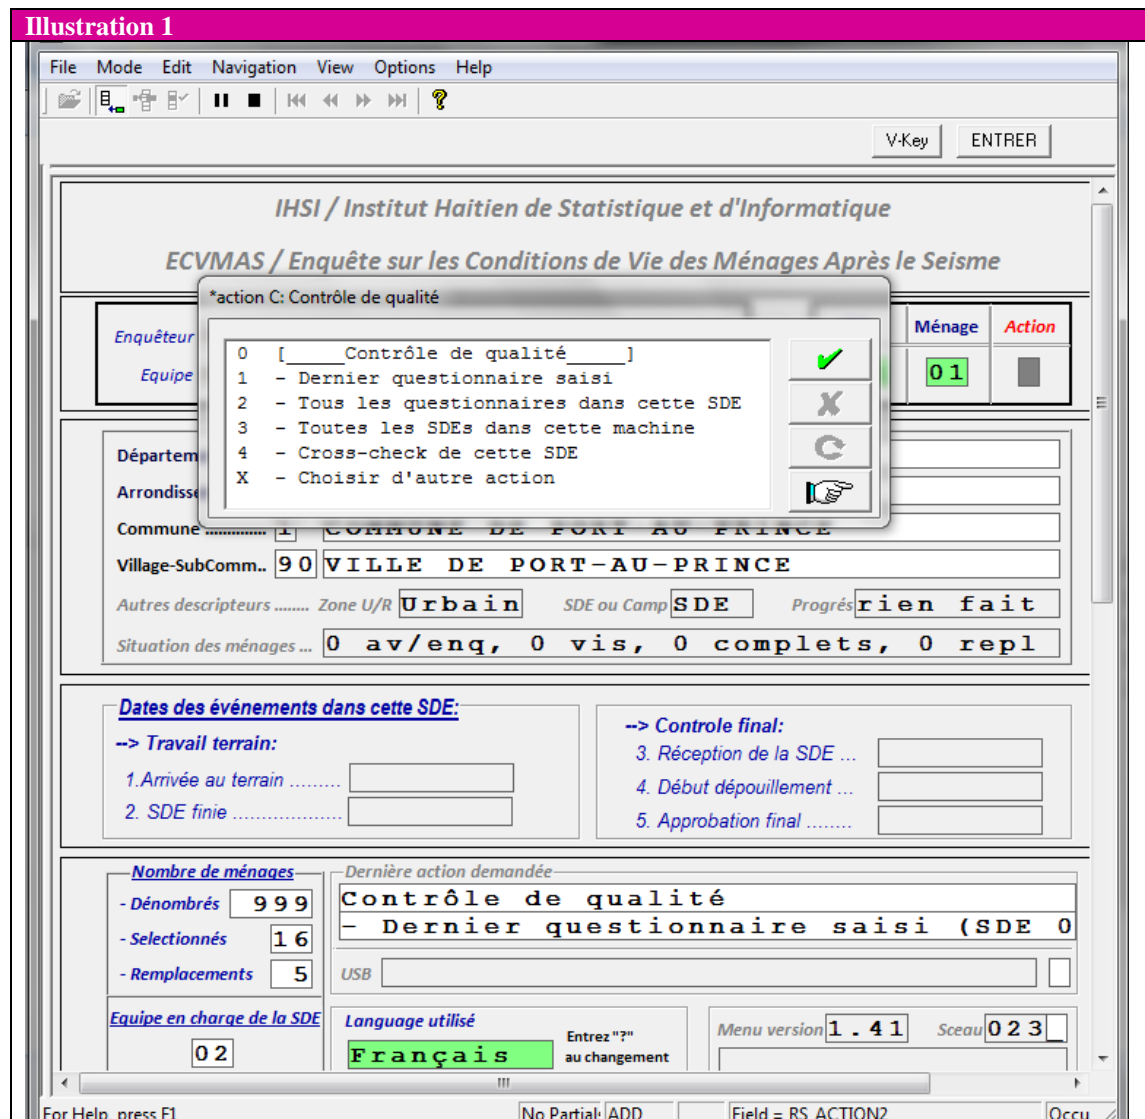 Illustration 1
File Mode Edit Navigation View Options Help
V-Key ENTRER
IHSI / Institut Haitien de Statistique et d'Informatique
ECVMAS / Enquête sur les Conditions de Vie des Ménages Après le Seisme
*action C: Contrôle de qualité
Enquêteur Ménage Action
Equipe 01
0 [_____Contrôle de qualité_____]
1 - Dernier questionnaire saisi
2 - Tous les questionnaires dans cette SDE
3 - Toutes les SDEs dans cette machine
4 - Cross-check de cette SDE
X - Choisir d'autre action
Départem
Arrondisse
Commune .............. 1 COMMUNE DE PORT AU PRINCE
Village-SubComm.. 90 VILLE DE PORT-AU-PRINCE
Autres descripteurs ........ Zone U/R Urbain SDE ou Camp SDE Progrés rien fait
Situation des ménages ... 0 av/enq, 0 vis, 0 complets, 0 repl
Dates des événements dans cette SDE:
--> Travail terrain:
1.Arrivée au terrain ........
2. SDE finie ...................
--> Controle final:
3. Réception de la SDE ...
4. Début dépouillement ...
5. Approbation final ........
Nombre de ménages
- Dénombrés 999
- Selectionnés 16
- Remplacements 5
Dernière action demandée
Contrôle de qualité
- Dernier questionnaire saisi (SDE 0
USB
Equipe en charge de la SDE
02
Language utilisé
Français
Entrez "?"
au changement
Menu version 1.41 Sceau 023_
For Help, press F1 No Partial: ADD Field = RS_ACTION2 Occu